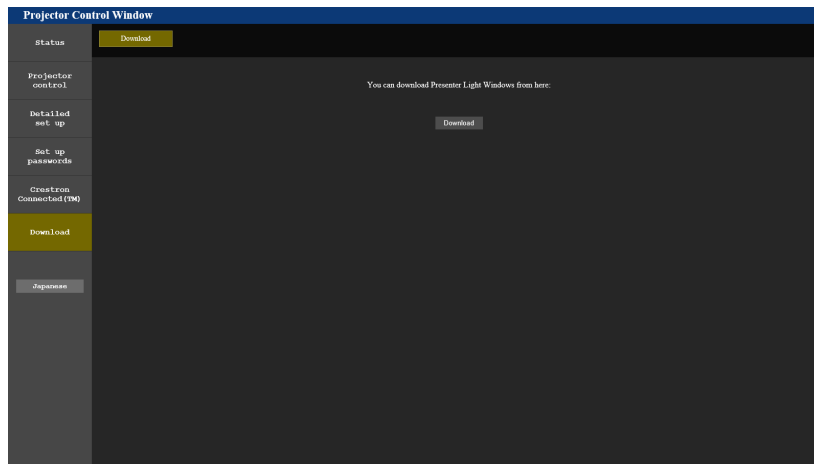 Projector Control Window
Status
Download
Projector
control
You can download Presenter Light Windows from here:
Detailed
set up
Download
Set up
passwords
Crestron
Connected(TM)
Download
Japanese